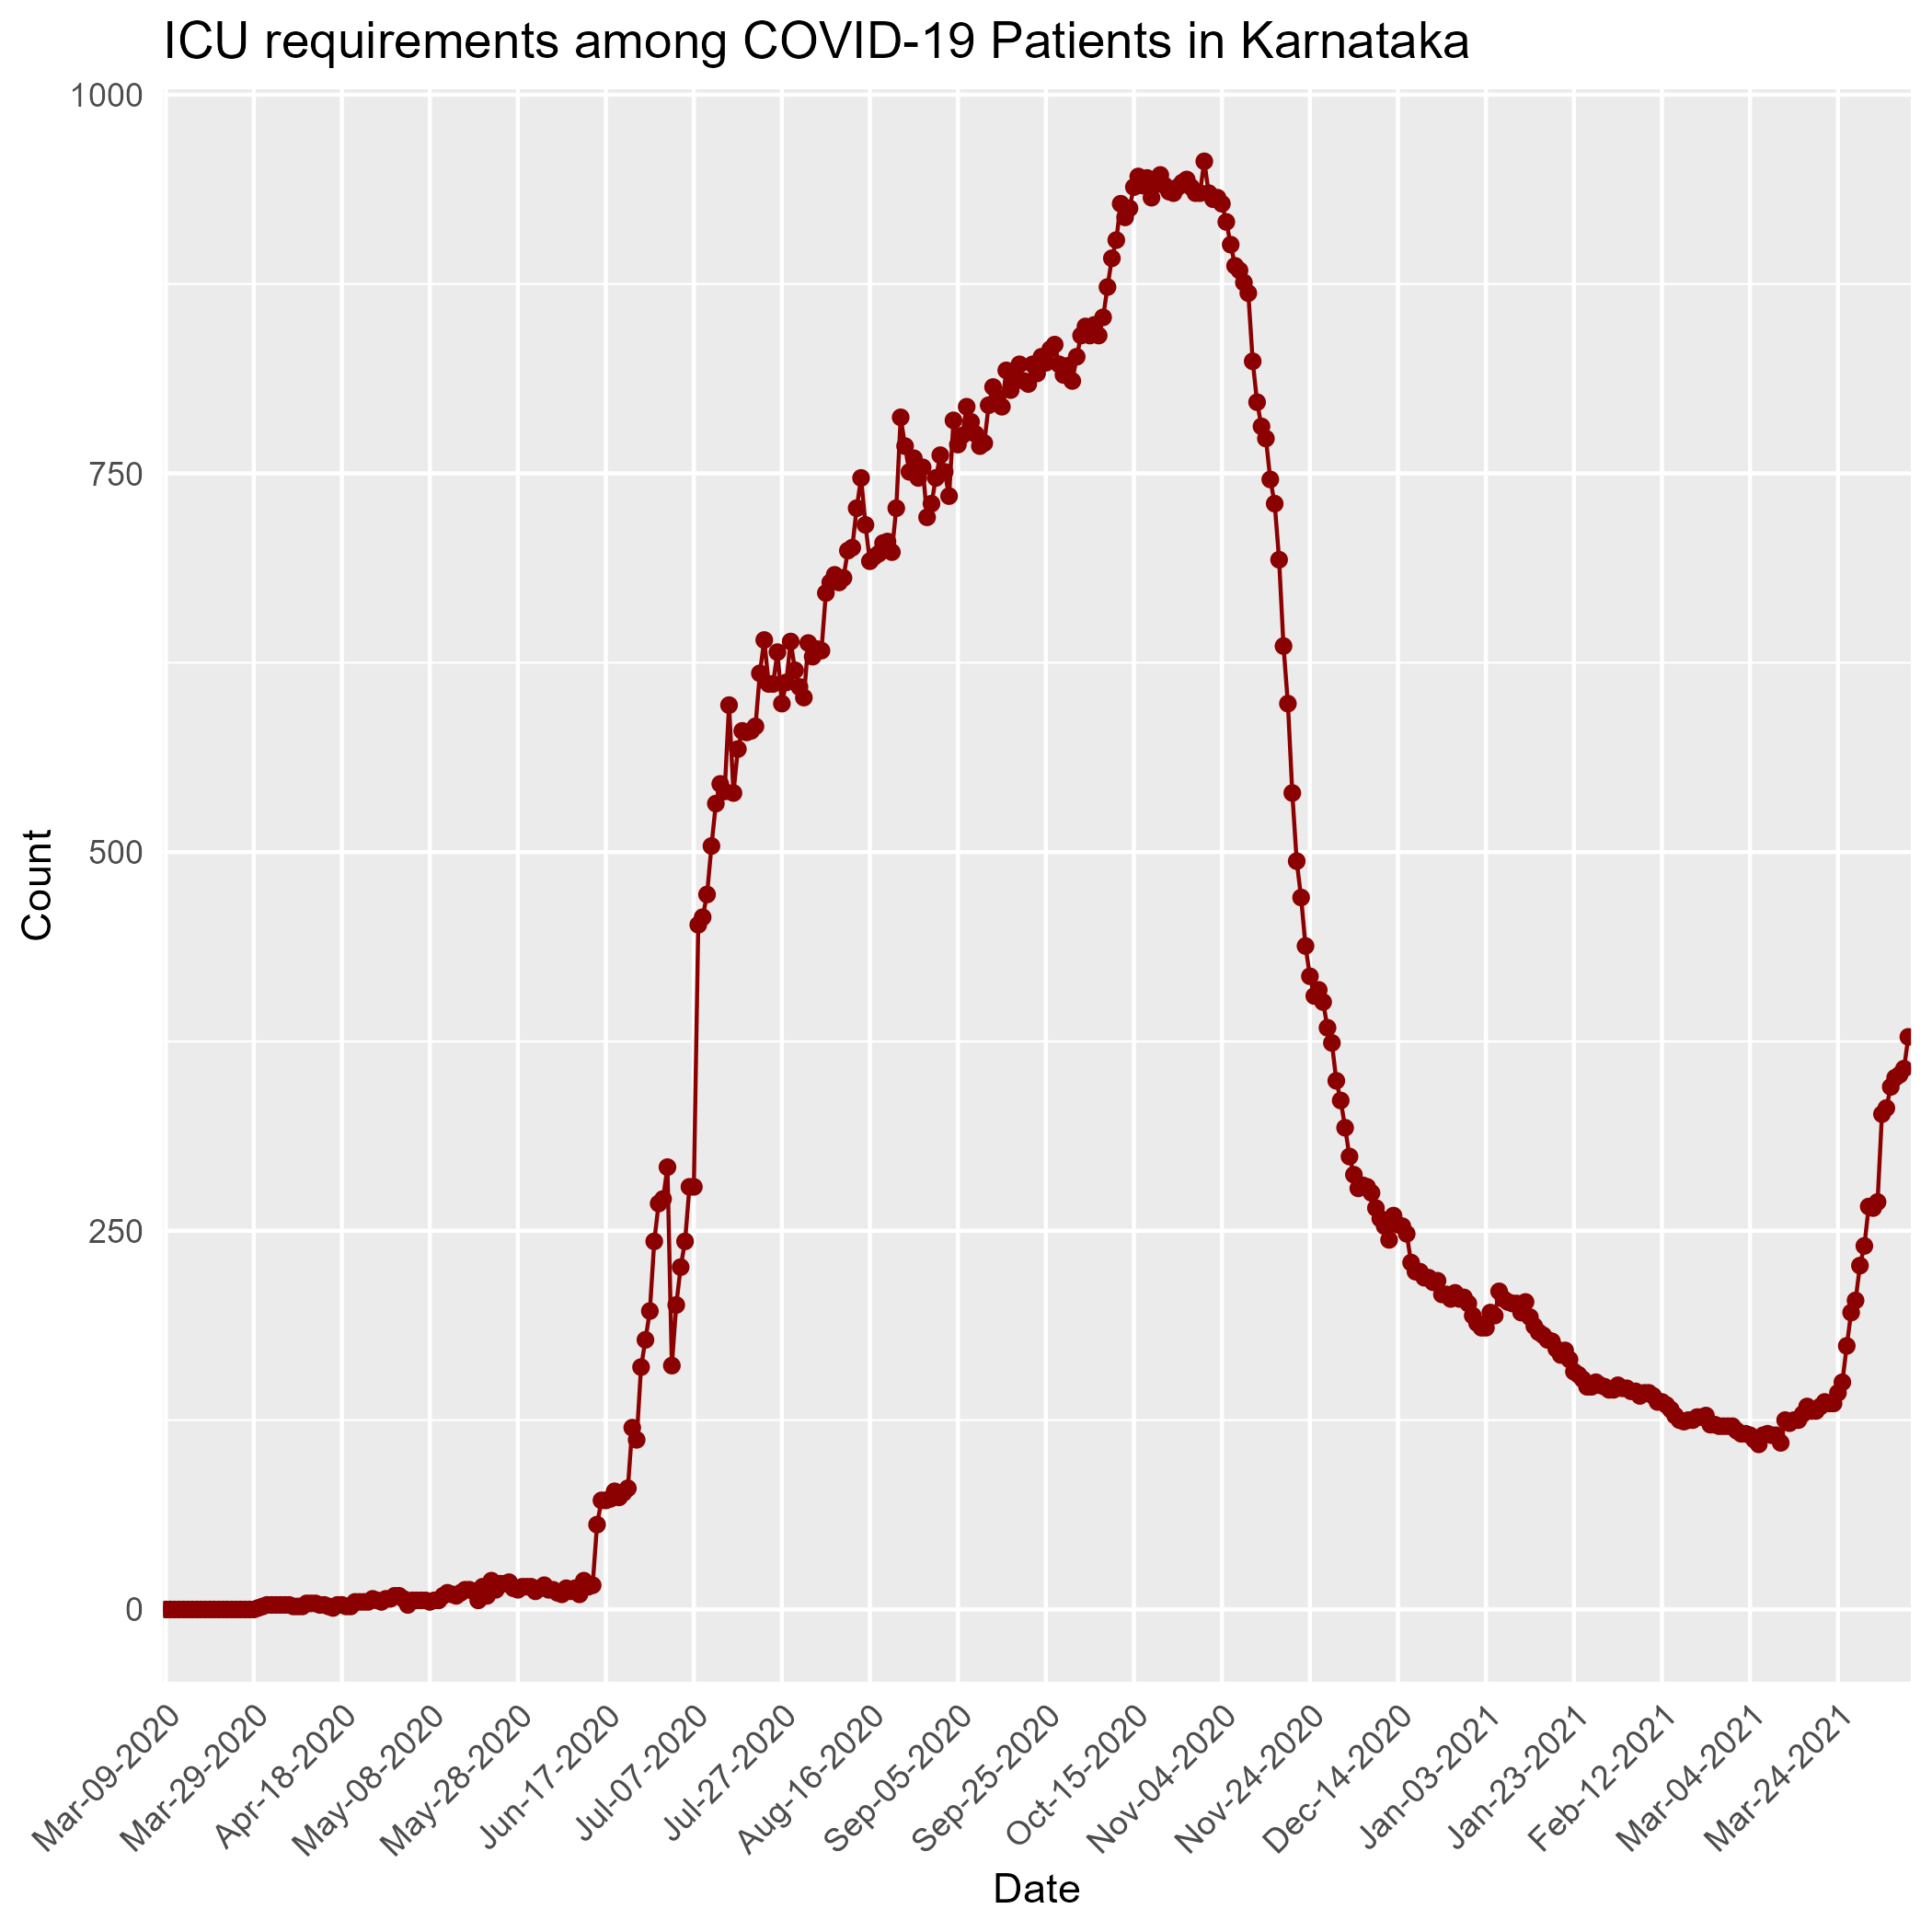 ICU requirements among COVID-19 Patients in Karnataka
1000
750
500
250
0
Count
Mar-09-2020
Mar-29-2020
Apr-18-2020
May-08-2020
May-28-2020
Jun-17-2020
Jul-07-2020
Jul-27-2020
Aug-16-2020
Sep-05-2020
Sep-25-2020
Oct-15-2020
Nov-04-2020
Nov-24-2020
Dec-14-2020
Jan-03-2021
Jan-23-2021
Feb-12-2021
Mar-04-2021
Mar-24-2021
Date